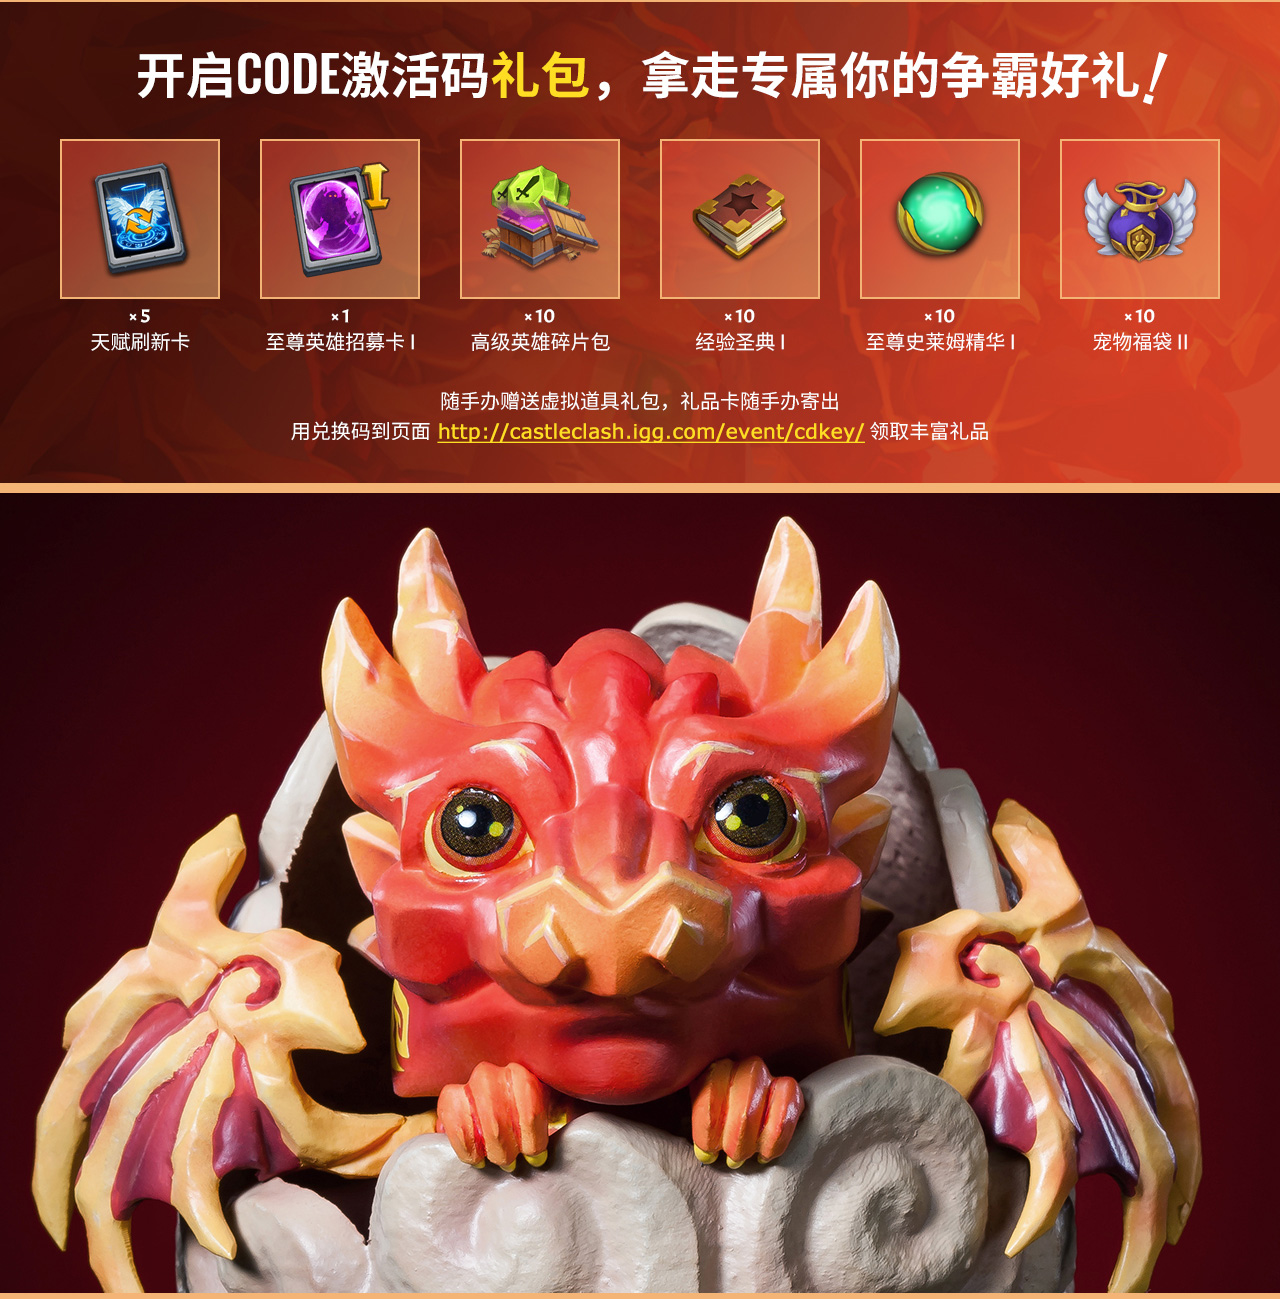 开启CODE激活码礼包，拿走专属你的争霸好礼！
×5
天赋刷新卡
×1
至尊英雄招募卡 I
×10
高级英雄碎片包
×10
经验圣典 I
×10
至尊史莱姆精华 I
×10
宠物福袋 II
随手办赠送虚拟道具礼包，礼品卡随手办寄出
用兑换码到页面 http://castleclash.igg.com/event/cdkey/ 领取丰富礼品